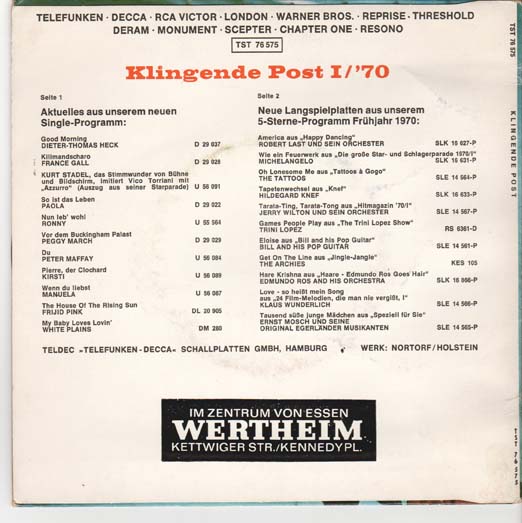 TELEFUNKEN · DECCA · RCA VICTOR · LONDON · WARNER BROS. · REPRISE · THRESHOLD
DERAM · MONUMENT · SCEPTER · CHAPTER ONE · RESONO
TST 76 575
Klingende Post I/'70
Seite 1
Aktuelles aus unserem neuen
Single-Programm:
Good Morning
DIETER-THOMAS HECK D 29 037
Kilimandscharo
FRANCE GALL D 29 028
KURT STADEL, das Stimmwunder von Bühne
und Bildschirm, imitiert Vico Torriani mit
„Azzurro" (Auszug aus seiner Starparade) U 56 091
So ist das Leben
PAOLA D 29 022
Nun leb' wohl
RONNY U 55 564
Vor dem Buckingham Palast
PEGGY MARCH D 29 029
Du
PETER MAFFAY U 56 084
Pierre, der Clochard
KIRSTI U 56 089
Wenn du liebst
MANUELA U 56 087
The House Of The Rising Sun
FRIJID PINK DL 20 905
My Baby Loves Lovin'
WHITE PLAINS DM 280
Seite 2
Neue Langspielplatten aus unserem
5-Sterne-Programm Frühjahr 1970:
America aus „Happy Dancing"
ROBERT LAST UND SEIN ORCHESTER SLK 16 627-P
Wie ein Feuerwerk aus „Die große Star- und Schlagerparade 1970/I"
MICHELANGELO SLK 16 631-P
Oh Lonesome Me aus „Tattoos à Gogo"
THE TATTOOS SLE 14 564-P
Tapetenwechsel aus „Knef"
HILDEGARD KNEF SLK 16 633-P
Tarata-Ting, Tarata-Tong aus „Hitmagazin '70/I"
JERRY WILTON UND SEIN ORCHESTER SLE 14 567-P
Games People Play aus „The Trini Lopez Show"
TRINI LOPEZ RS 6361-D
Eloise aus „Bill and his Pop Guitar"
BILL AND HIS POP GUITAR SLE 14 561-P
Get On The Line aus „Jingle-Jangle"
THE ARCHIES KES 105
Hare Krishna aus „Haare - Edmundo Ros Goes Hair"
EDMUNDO ROS AND HIS ORCHESTRA SLK 16 666-P
Love - so heißt mein Song
aus „24 Film-Melodien, die man nie vergißt, I"
KLAUS WUNDERLICH SLE 14 566-P
Tausend süße junge Mädchen aus „Speziell für Sie"
ERNST MOSCH UND SEINE
ORIGINAL EGERLÄNDER MUSIKANTEN SLE 14 565-P
TELDEC »TELEFUNKEN-DECCA« SCHALLPLATTEN GMBH, HAMBURG WERK: NORTORF/HOLSTEIN
IM ZENTRUM VON ESSEN
WERTHEIM
KETTWIGER STR./KENNEDYPL.
TST 76 575
KLINGENDE POST
TST 76 575